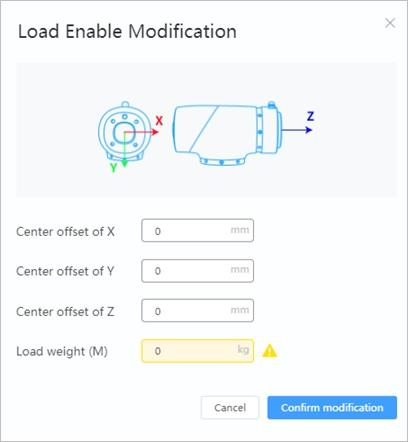 Load Enable Modification
X
Y
Z
Center offset of X 0 mm
Center offset of Y 0 mm
Center offset of Z 0 mm
Load weight (M) 0 kg
Cancel Confirm modification